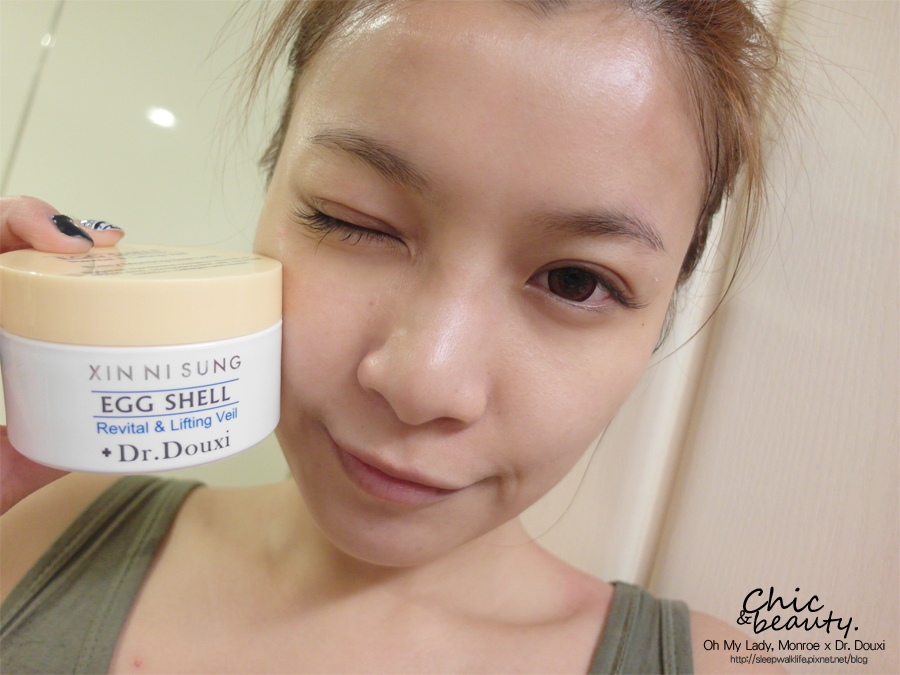 XIN NI SUNG
EGG SHELL
Revital & Lifting Veil
+Dr.Douxi
Chic
&beauty.
Oh My Lady, Monroe x Dr. Douxi
http://sleepwalklife.pixnet.net/blog